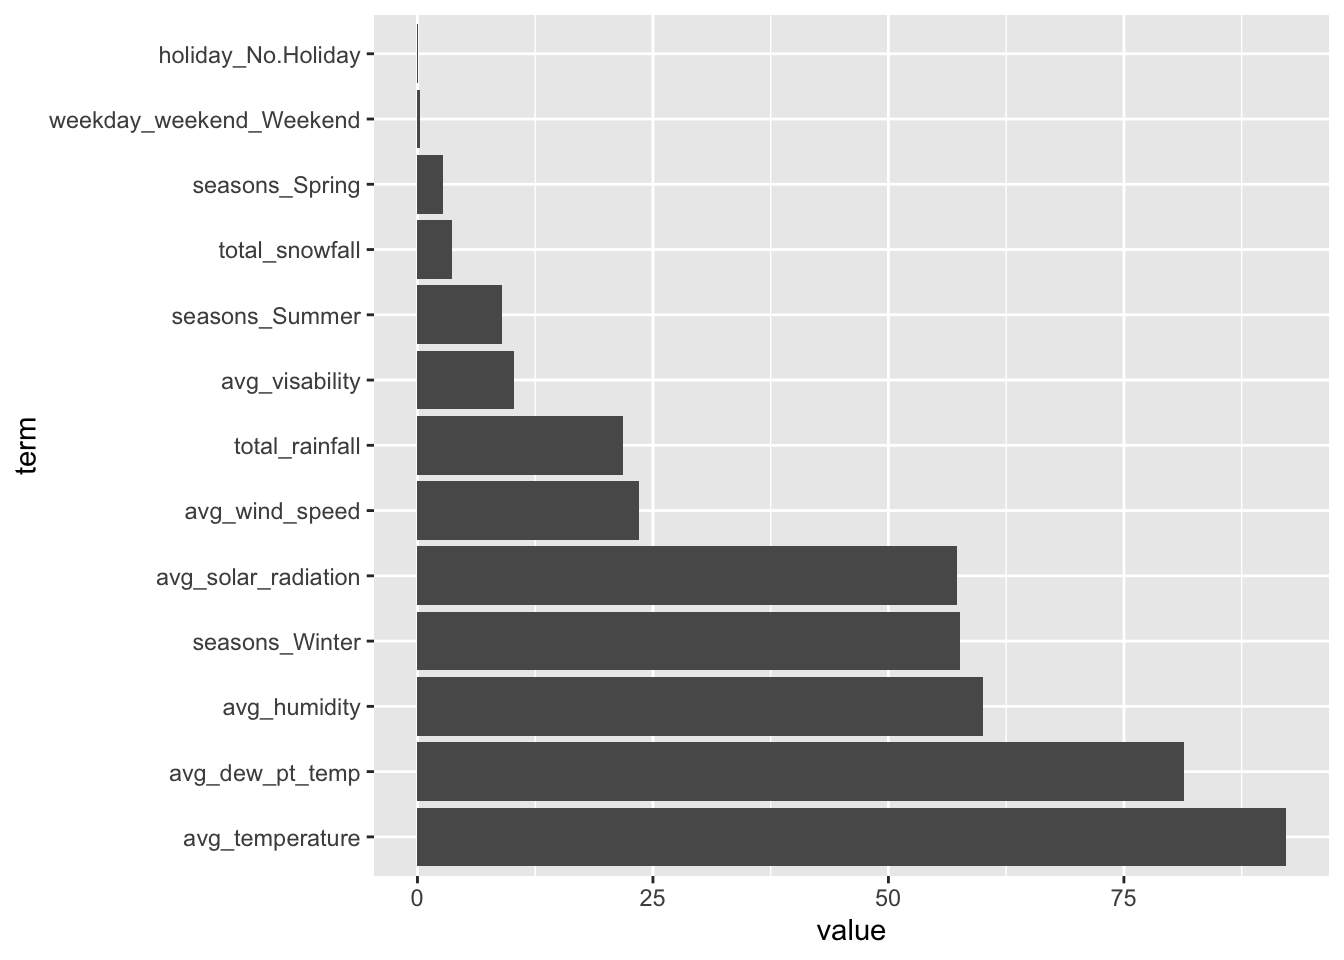 holiday_No.Holiday
weekday_weekend_Weekend
seasons_Spring
total_snowfall
seasons_Summer
avg_visability
total_rainfall
avg_wind_speed
avg_solar_radiation
seasons_Winter
avg_humidity
avg_dew_pt_temp
avg_temperature
term
0 25 50 75
value